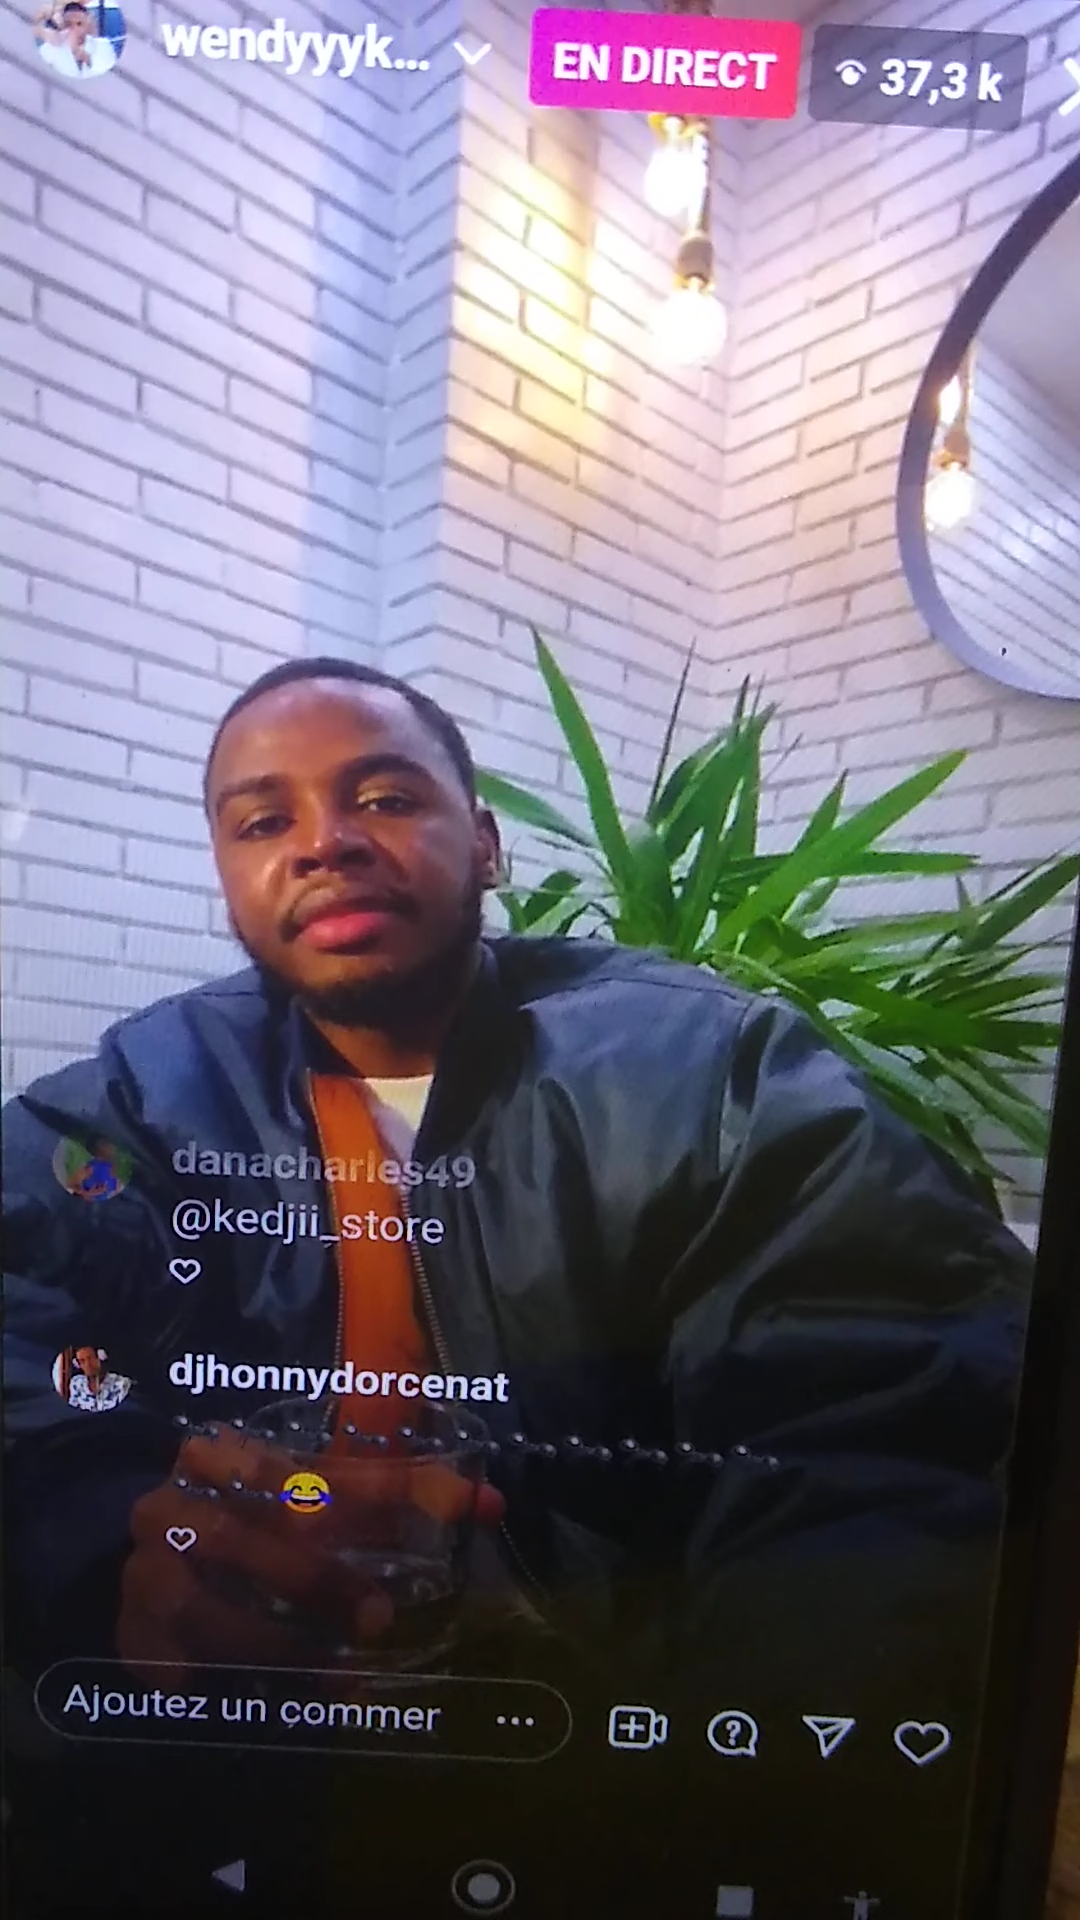 wendyyyk...
EN DIRECT
37,3 k
danacharles49
@kedjii_store
djhonnydorcenat
😂
Ajoutez un commer